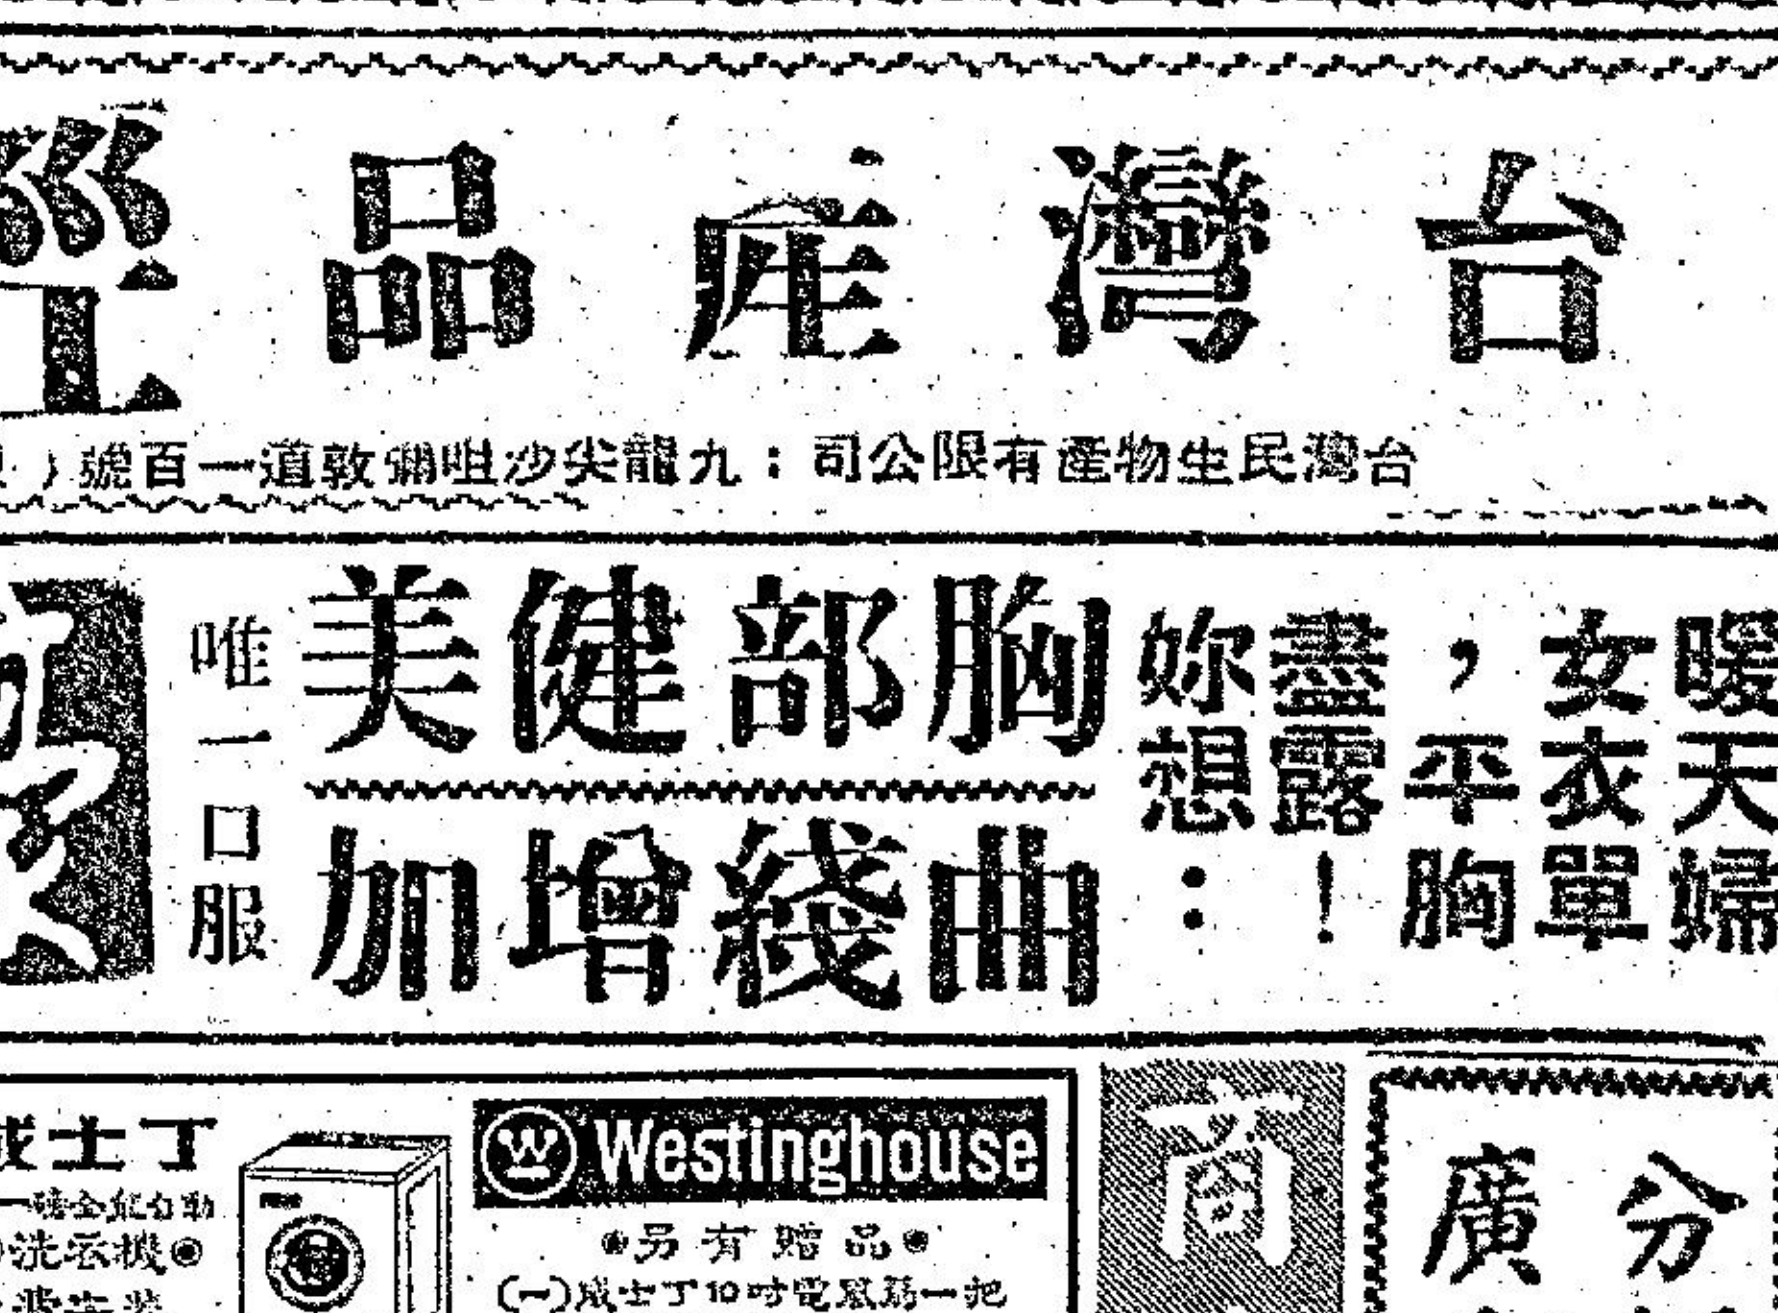 台灣産品
台灣民生物產有限公司：九龍尖沙咀彌敦道一百號
暖天婦
女衣單
，平胸
盡露！
妳想：
胸部健美
曲綫增加
唯一口服
Westinghouse
另有贈品
(一)威士丁10吋電風扇一把
威士丁
洗衣機
商
分
廣